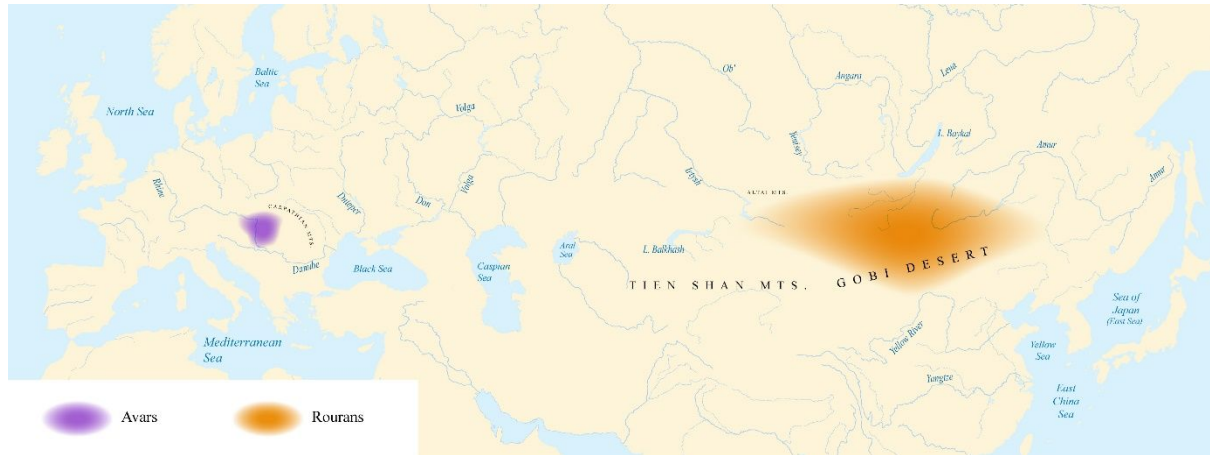 Baltic
Sea
North Sea
Volga
Ob'
Angara
Lena
L. Baykal
Yenisey
Amur
Amur
Rhine
Volga
Irtysh
ALTAI MTS.
CARPATHIAN MTS.
Dnieper
Don
Danube
Black Sea
Caspian
Sea
Aral
Sea
L. Balkhash
TIEN SHAN MTS.
GOBI DESERT
Sea of
Japan
(East Sea)
Mediterranean
Sea
Yellow River
Yellow
Sea
Yangtze
East
China
Sea
Avars
Rourans